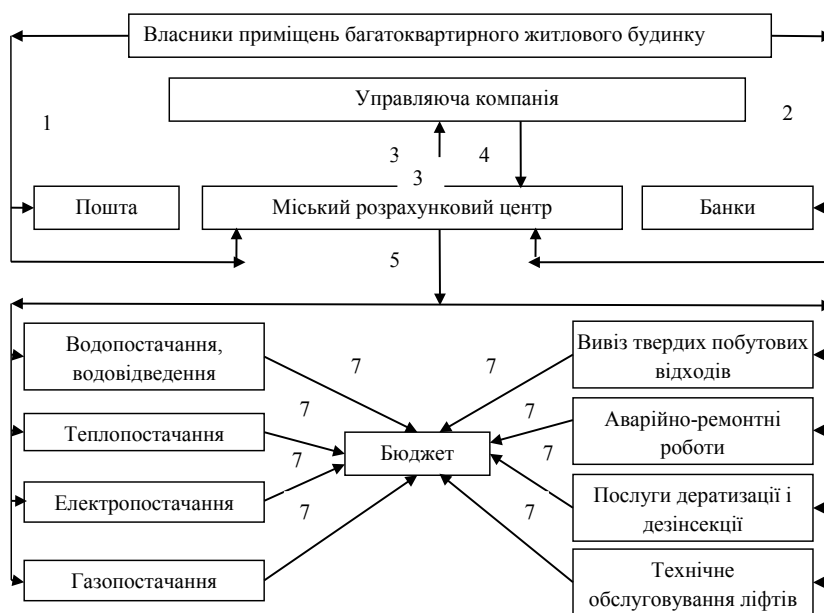 Власники приміщень багатоквартирного житлового будинку
Управляюча компанія
1
2
3
4
3
Пошта
Міський розрахунковий центр
Банки
5
Водопостачання,
водовідведення
7
7
Вивіз твердих побутових
відходів
7
7
Теплопостачання
Бюджет
Аварійно-ремонтні
роботи
7
7
Електропостачання
Послуги дератизації і
дезінсекції
7
7
Газопостачання
Технічне
обслуговування ліфтів